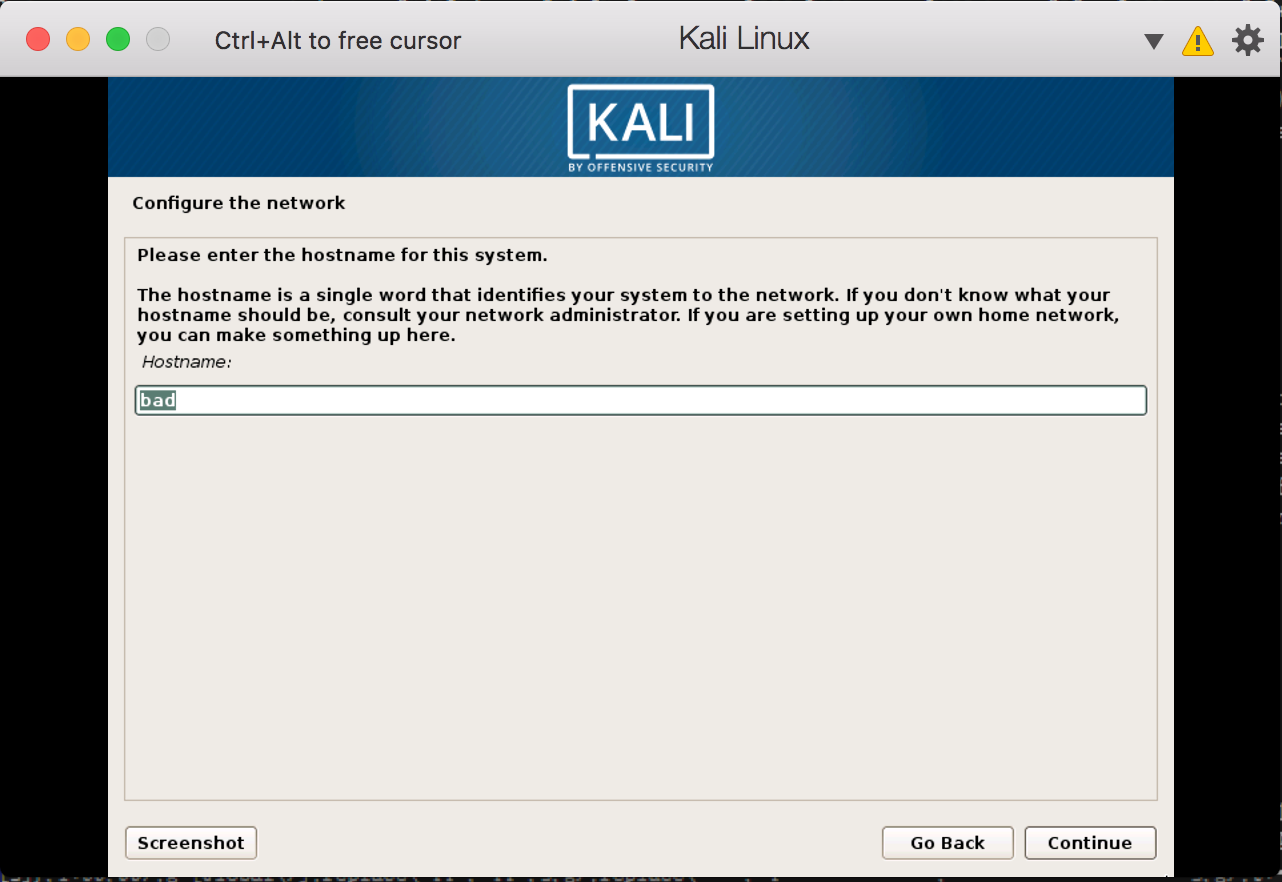 Ctrl+Alt to free cursor
Kali Linux
KALI
BY OFFENSIVE SECURITY
Configure the network
Please enter the hostname for this system.
The hostname is a single word that identifies your system to the network. If you don't know what your
hostname should be, consult your network administrator. If you are setting up your own home network,
you can make something up here.
Hostname:
bad
Screenshot
Go Back
Continue